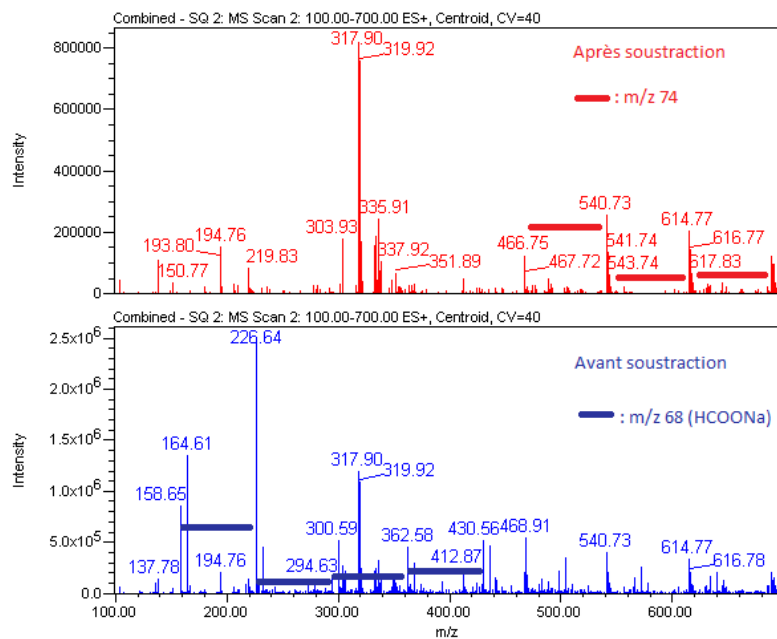 Combined - SQ 2: MS Scan 2: 100.00-700.00 ES+, Centroid, CV=40
800000
600000
400000
200000
0
Intensity
317.90
319.92
Après soustraction
: m/z 74
193.80
194.76
150.77
219.83
303.93
335.91
337.92
351.89
466.75
467.72
540.73
541.74
543.74
614.77
616.77
617.83
Combined - SQ 2: MS Scan 2: 100.00-700.00 ES+, Centroid, CV=40
2.5x10⁶
2.0x10⁶
1.5x10⁶
1.0x10⁶
5.0x10⁵
0.0
Intensity
226.64
Avant soustraction
: m/z 68 (HCOONa)
164.61
158.65
137.78
194.76
294.63
300.59
317.90
319.92
362.58
412.87
430.56
468.91
540.73
614.77
616.78
100.00 200.00 300.00 400.00 500.00 600.00
m/z